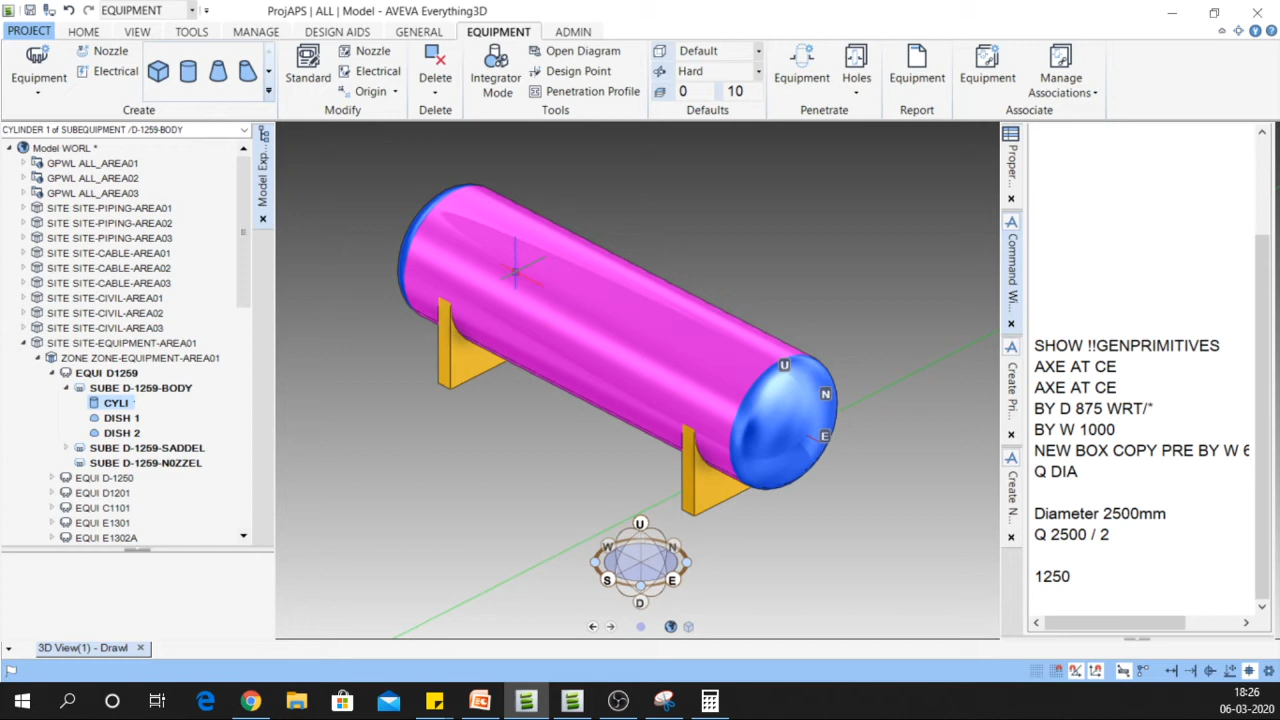 EQUIPMENT
ProjAPS | ALL | Model - AVEVA Everything3D
PROJECT HOME VIEW TOOLS MANAGE DESIGN AIDS GENERAL EQUIPMENT ADMIN
Equipment
Nozzle
Electrical
Create
Standard
Nozzle
Electrical
Origin
Modify
Delete
Delete
Integrator
Mode
Open Diagram
Design Point
Penetration Profile
Tools
Default
Hard
0 10
Defaults
Equipment
Holes
Penetrate
Equipment
Report
Equipment
Manage
Associations
Associate
CYLINDER 1 of SUBEQUIPMENT /D-1259-BODY
Model WORL *
GPWL ALL_AREA01
GPWL ALL_AREA02
GPWL ALL_AREA03
SITE SITE-PIPING-AREA01
SITE SITE-PIPING-AREA02
SITE SITE-PIPING-AREA03
SITE SITE-CABLE-AREA01
SITE SITE-CABLE-AREA02
SITE SITE-CABLE-AREA03
SITE SITE-CIVIL-AREA01
SITE SITE-CIVIL-AREA02
SITE SITE-CIVIL-AREA03
SITE SITE-EQUIPMENT-AREA01
ZONE ZONE-EQUIPMENT-AREA01
EQUI D1259
SUBE D-1259-BODY
CYLI
DISH 1
DISH 2
SUBE D-1259-SADDEL
SUBE D-1259-N0ZZEL
EQUI D-1250
EQUI D1201
EQUI C1101
EQUI E1301
EQUI E1302A
Model Exp...
U
N
E
U
W N
S E
D
Proper...
Command Wi...
Create Pri...
Create N...
SHOW !!GENPRIMITIVES
AXE AT CE
AXE AT CE
BY D 875 WRT/*
BY W 1000
NEW BOX COPY PRE BY W 6
Q DIA
Diameter 2500mm
Q 2500 / 2
1250
3D View(1) - Drawl
18:26
06-03-2020